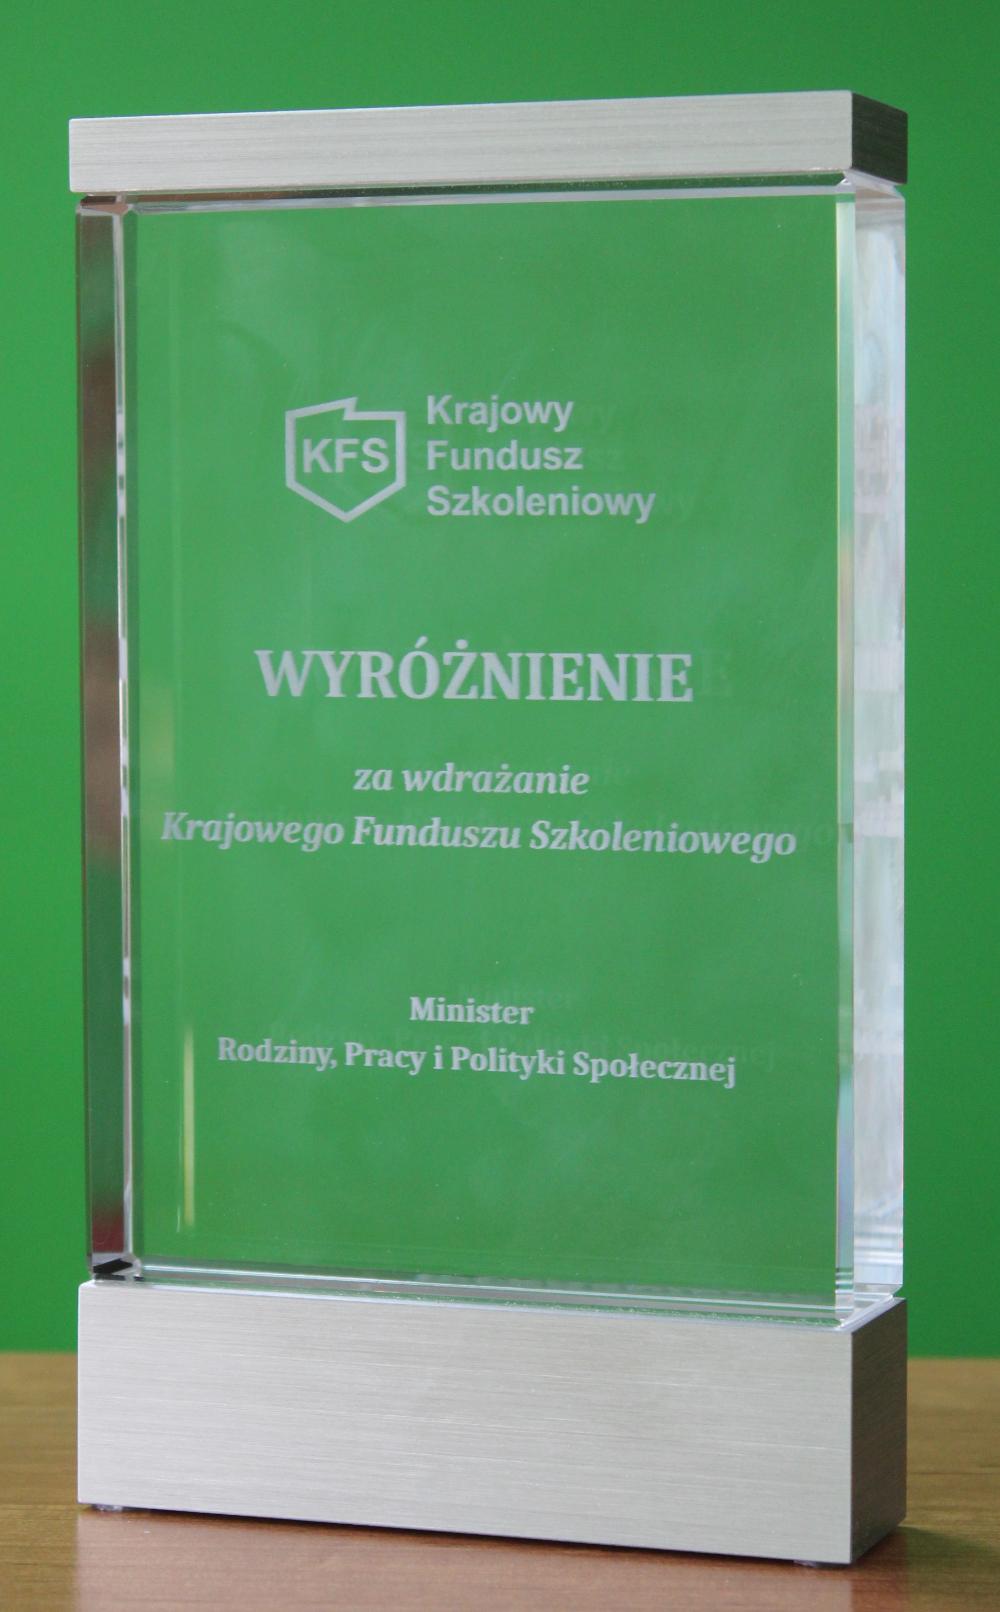 KFS
Krajowy
Fundusz
Szkoleniowy
WYRÓŻNIENIE
za wdrażanie
Krajowego Funduszu Szkoleniowego
Minister
Rodziny, Pracy i Polityki Społecznej